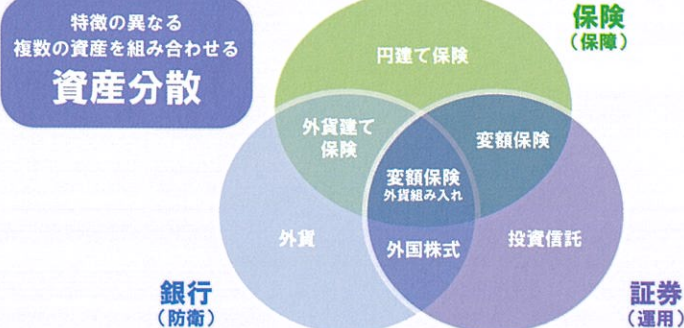 特徴の異なる
複数の資産を組み合わせる
資産分散
保険
（保障）
円建て保険
外貨建て
保険
変額保険
変額保険
外貨組み入れ
外貨
外国株式
投資信託
銀行
（防衛）
証券
（運用）